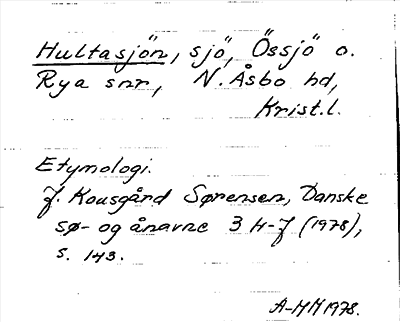 Hultasjön, sjö, Össjö o.
Rya snr, N. Åsbo hd,
Krist.l.
Etymologi.
J. Kousgård Sørensen, Danske
sø- og ånavne 3 H-J (1978),
s. 143.
A-MH 1978.